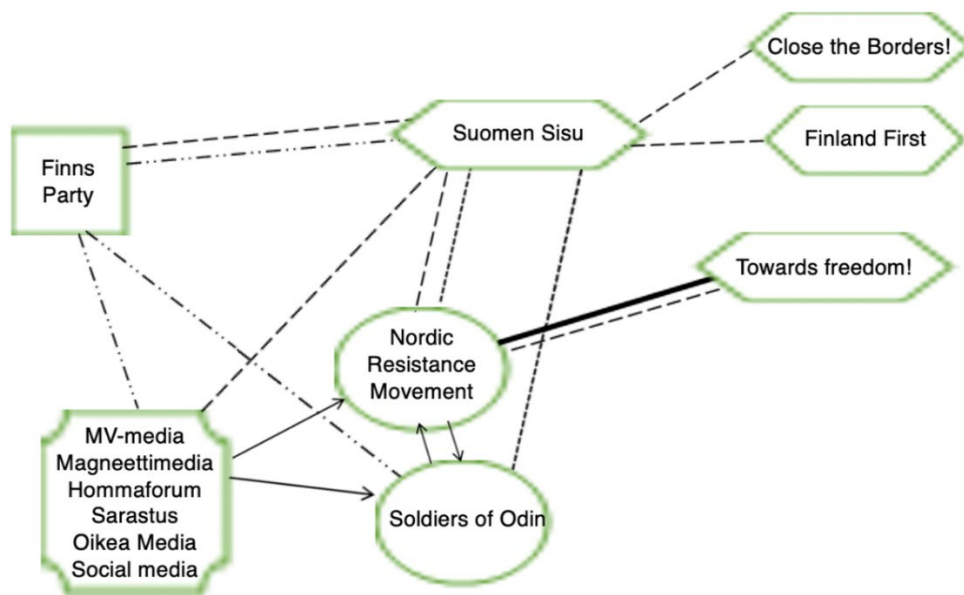 Close the Borders!
Suomen Sisu
Finland First
Finns
Party
Towards freedom!
Nordic
Resistance
Movement
MV-media
Magneettimedia
Hommaforum
Sarastus
Oikea Media
Social media
Soldiers of Odin